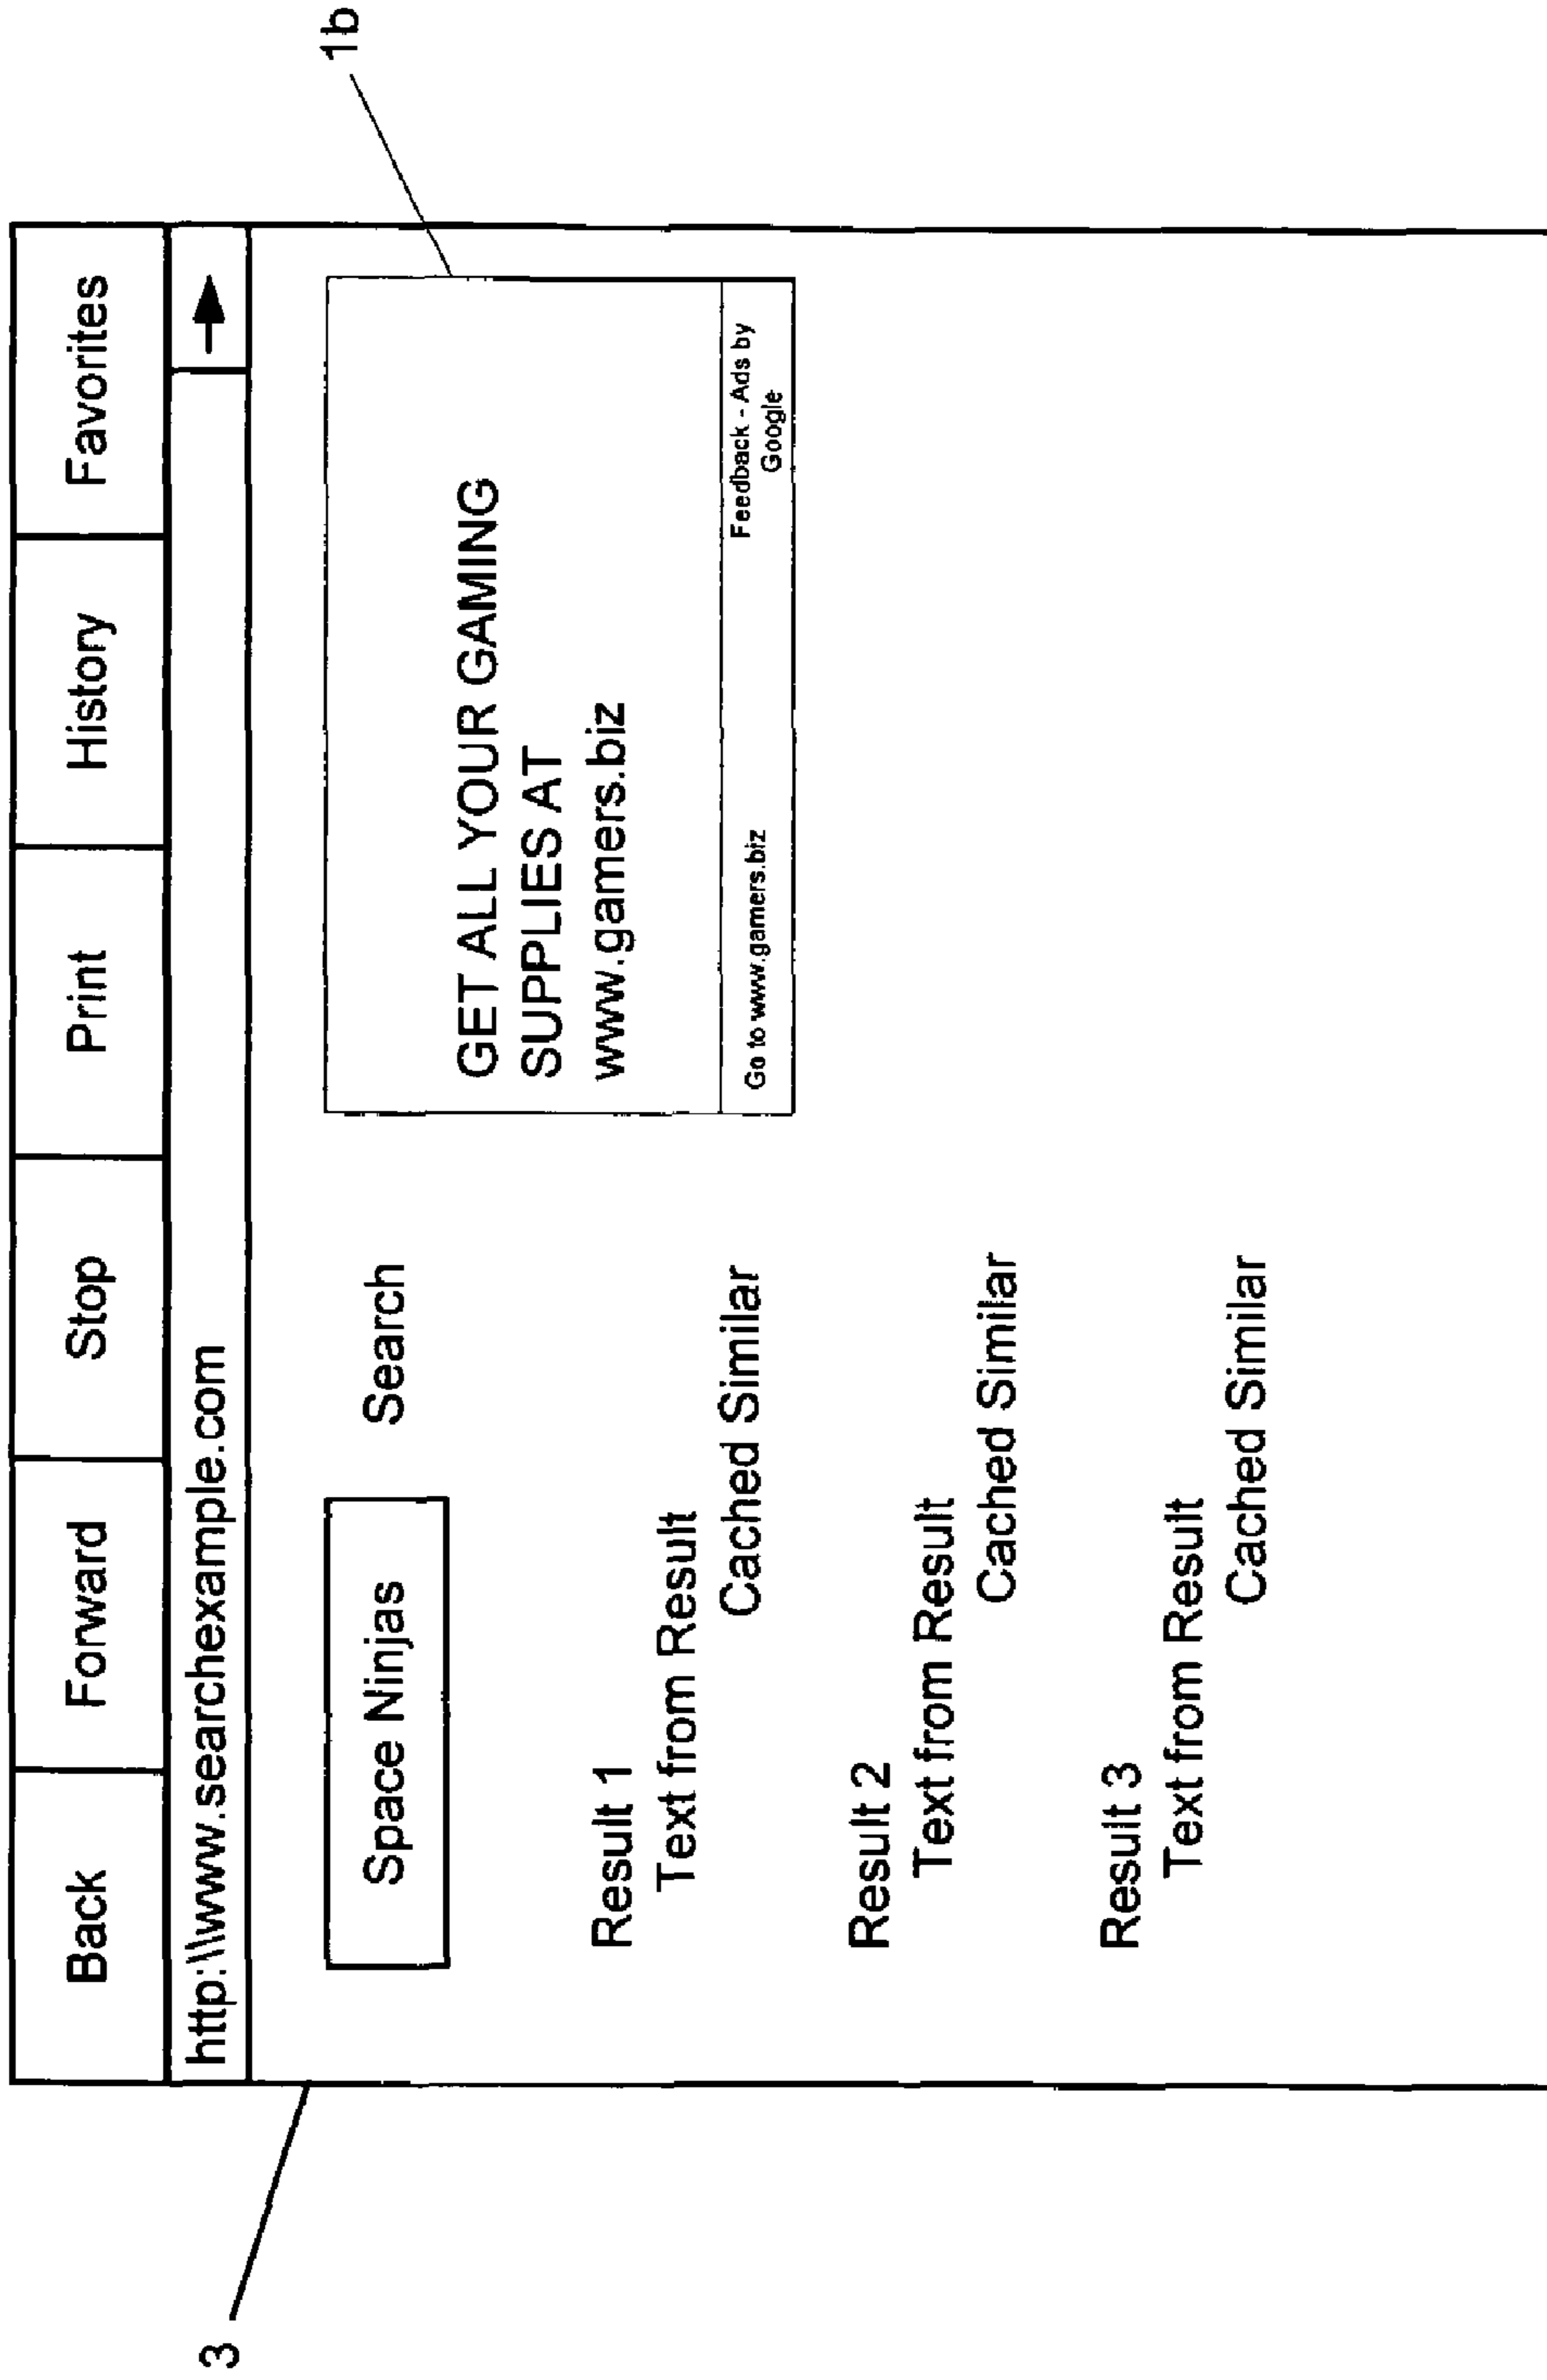 Back Forward Stop Print History Favorites
http:\\www.searchexample.com
3
1b
Space Ninjas Search
Result 1
Text from Result
Cached Similar
Result 2
Text from Result
Cached Similar
Result 3
Text from Result
Cached Similar
GET ALL YOUR GAMING
SUPPLIES AT
www.gamers.biz
Go to www.gamers.biz
Feedback - Ads by
Google